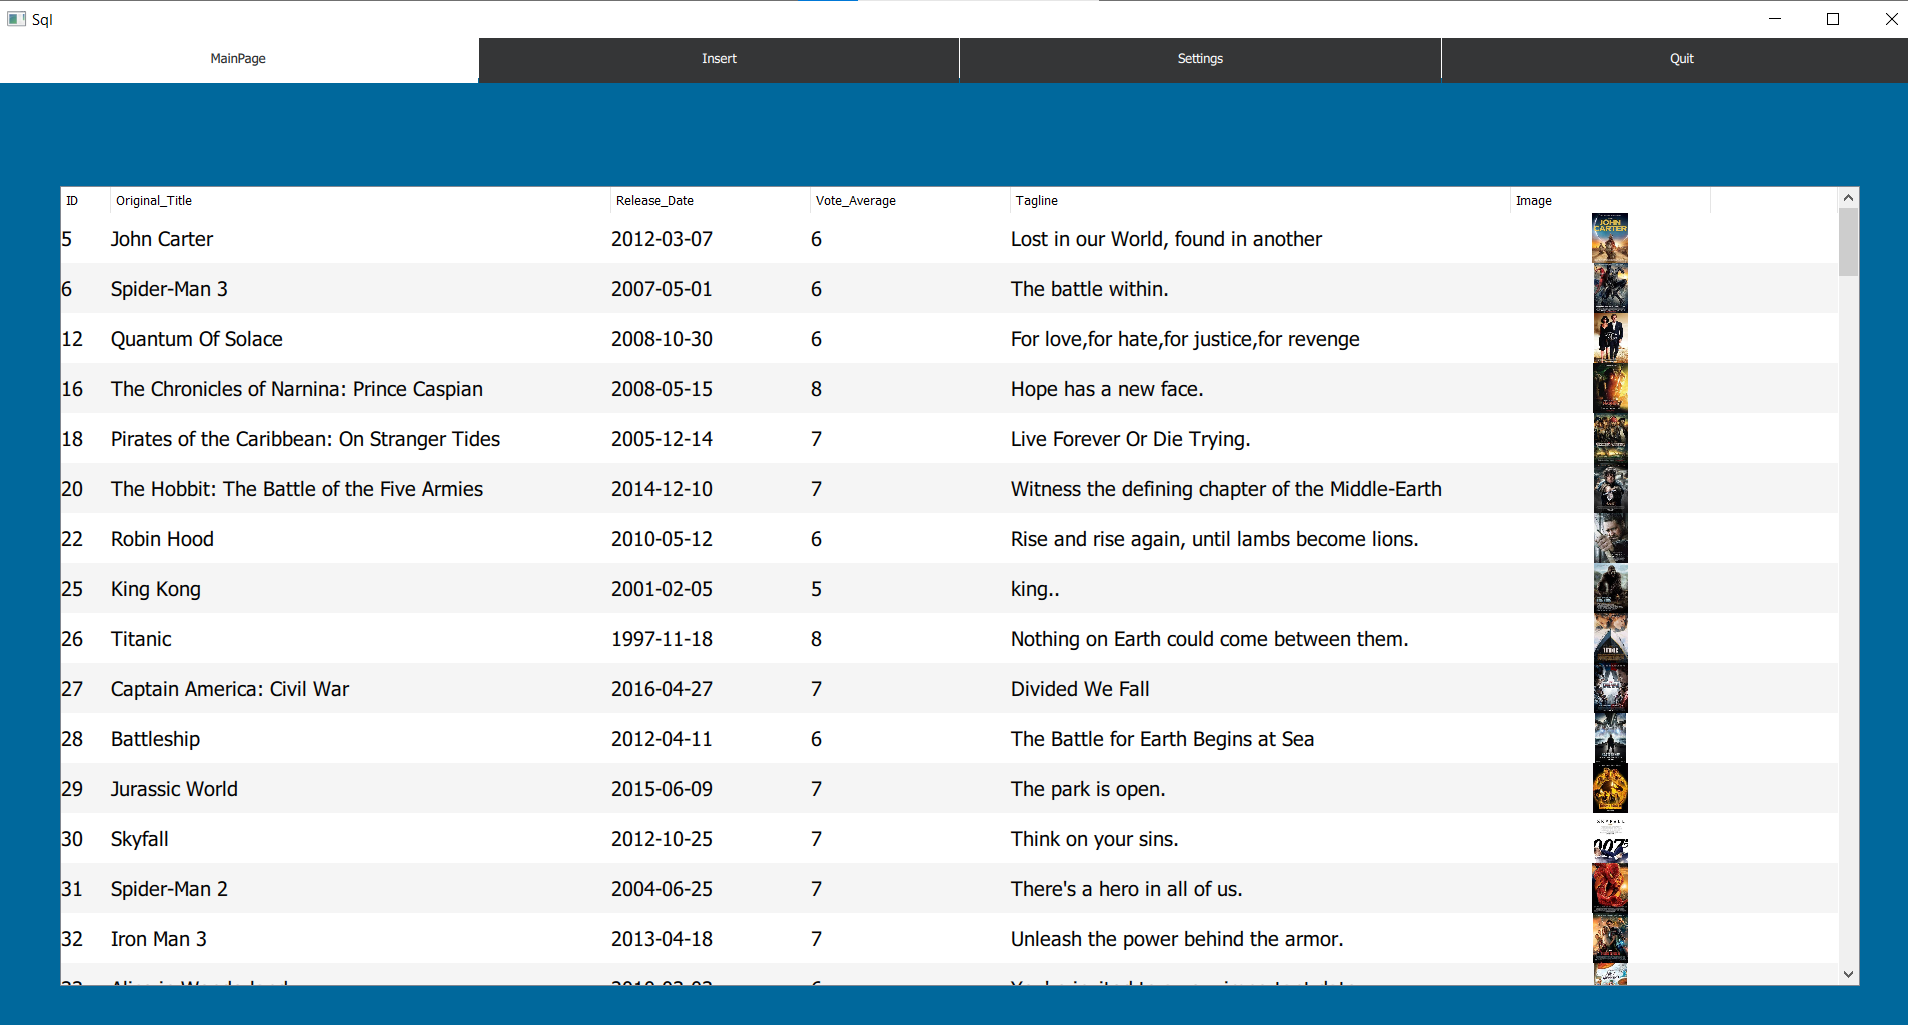 Sql
MainPage Insert Settings Quit
ID Original_Title Release_Date Vote_Average Tagline Image
5 John Carter 2012-03-07 6 Lost in our World, found in another
JOHN CARTER
6 Spider-Man 3 2007-05-01 6 The battle within.
12 Quantum Of Solace 2008-10-30 6 For love,for hate,for justice,for revenge
16 The Chronicles of Narnina: Prince Caspian 2008-05-15 8 Hope has a new face.
18 Pirates of the Caribbean: On Stranger Tides 2005-12-14 7 Live Forever Or Die Trying.
20 The Hobbit: The Battle of the Five Armies 2014-12-10 7 Witness the defining chapter of the Middle-Earth
22 Robin Hood 2010-05-12 6 Rise and rise again, until lambs become lions.
25 King Kong 2001-02-05 5 king..
26 Titanic 1997-11-18 8 Nothing on Earth could come between them.
27 Captain America: Civil War 2016-04-27 7 Divided We Fall
28 Battleship 2012-04-11 6 The Battle for Earth Begins at Sea
29 Jurassic World 2015-06-09 7 The park is open.
30 Skyfall 2012-10-25 7 Think on your sins.
SKYFALL
007
31 Spider-Man 2 2004-06-25 7 There's a hero in all of us.
32 Iron Man 3 2013-04-18 7 Unleash the power behind the armor.